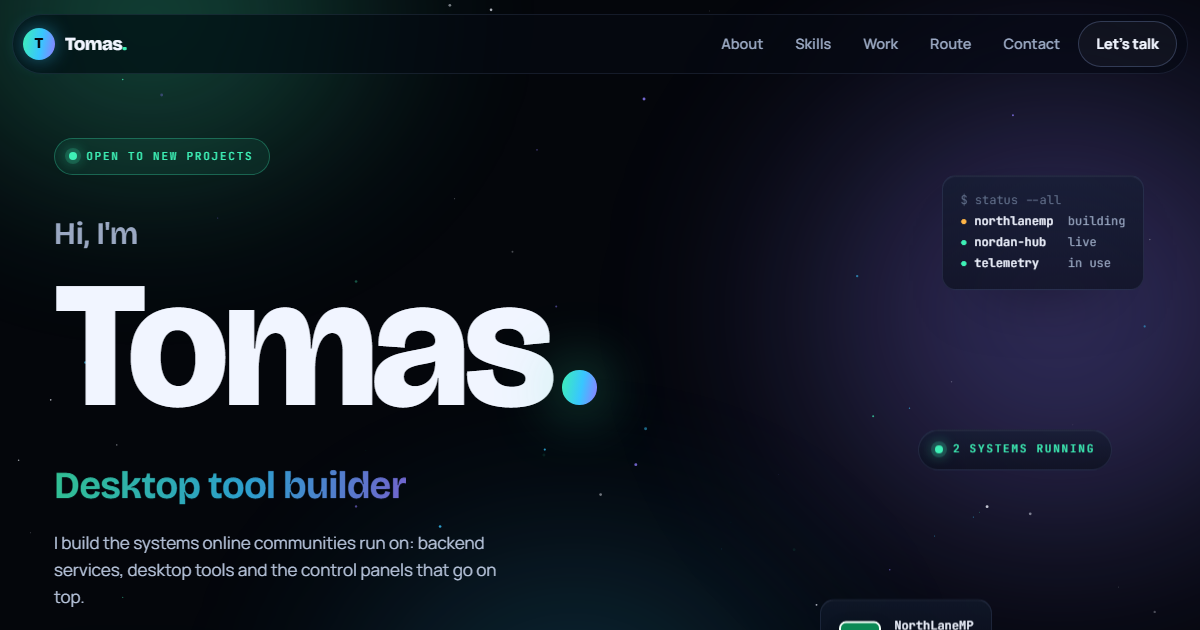 T Tomas.
About Skills Work Route Contact Let's talk
OPEN TO NEW PROJECTS
Hi, I'm
Tomas.
Desktop tool builder
I build the systems online communities run on: backend
services, desktop tools and the control panels that go on
top.
$ status --all
northlanemp building
nordan-hub live
telemetry in use
2 SYSTEMS RUNNING
NorthLaneMP